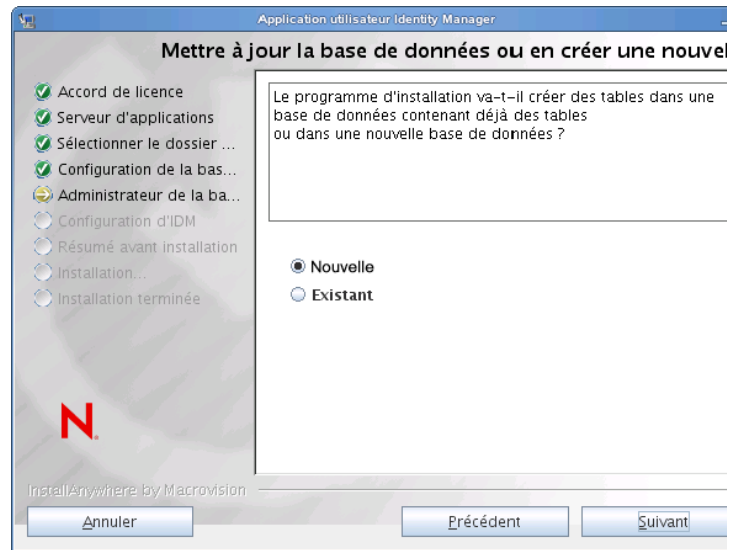 Application utilisateur Identity Manager
Mettre à jour la base de données ou en créer une nouvel
Accord de licence
Serveur d'applications
Sélectionner le dossier ...
Configuration de la bas...
Administrateur de la ba...
Configuration d'IDM
Résumé avant installation
Installation...
Installation terminée
Le programme d'installation va-t-il créer des tables dans une
base de données contenant déjà des tables
ou dans une nouvelle base de données ?
Nouvelle
Existant
N.
InstallAnywhere by Macrovision
Annuler
Précédent
Suivant